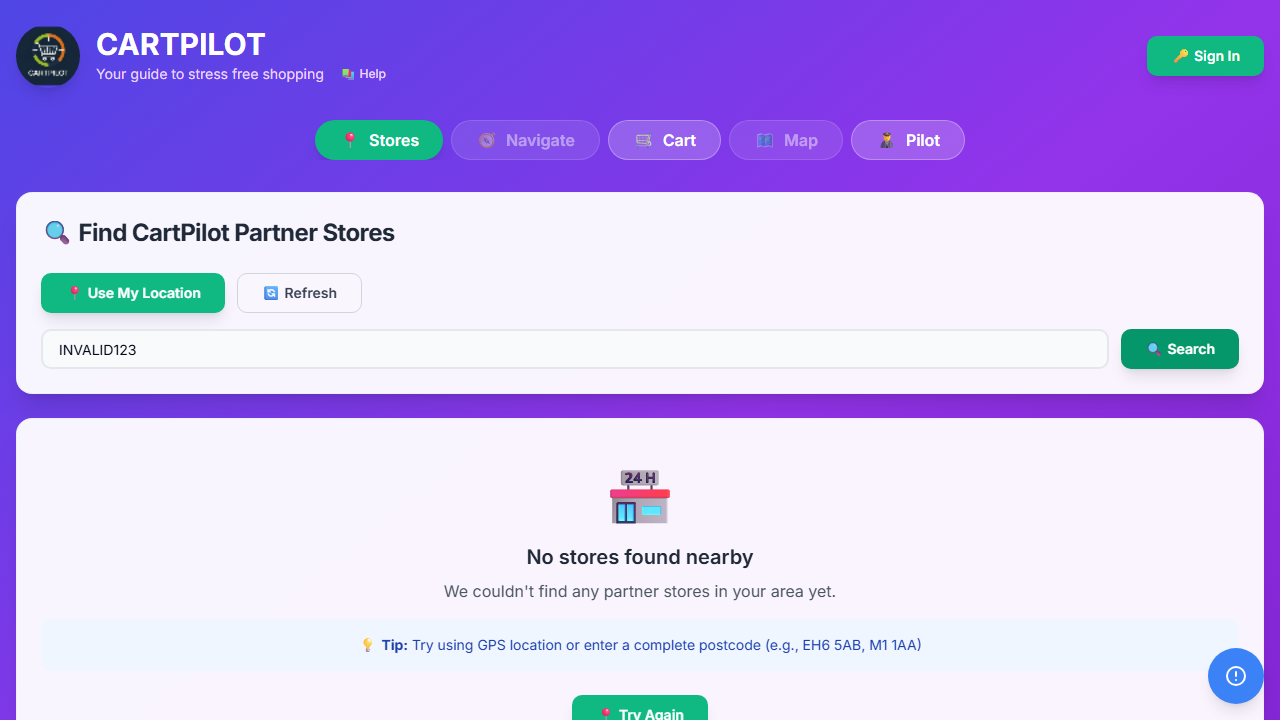 CARTPILOT
CARTPILOT
Your guide to stress free shopping
Help
Sign In
Stores
Navigate
Cart
Map
Pilot
Find CartPilot Partner Stores
Use My Location
Refresh
INVALID123
Search
24 H
No stores found nearby
We couldn't find any partner stores in your area yet.
Tip: Try using GPS location or enter a complete postcode (e.g., EH6 5AB, M1 1AA)
Try Again